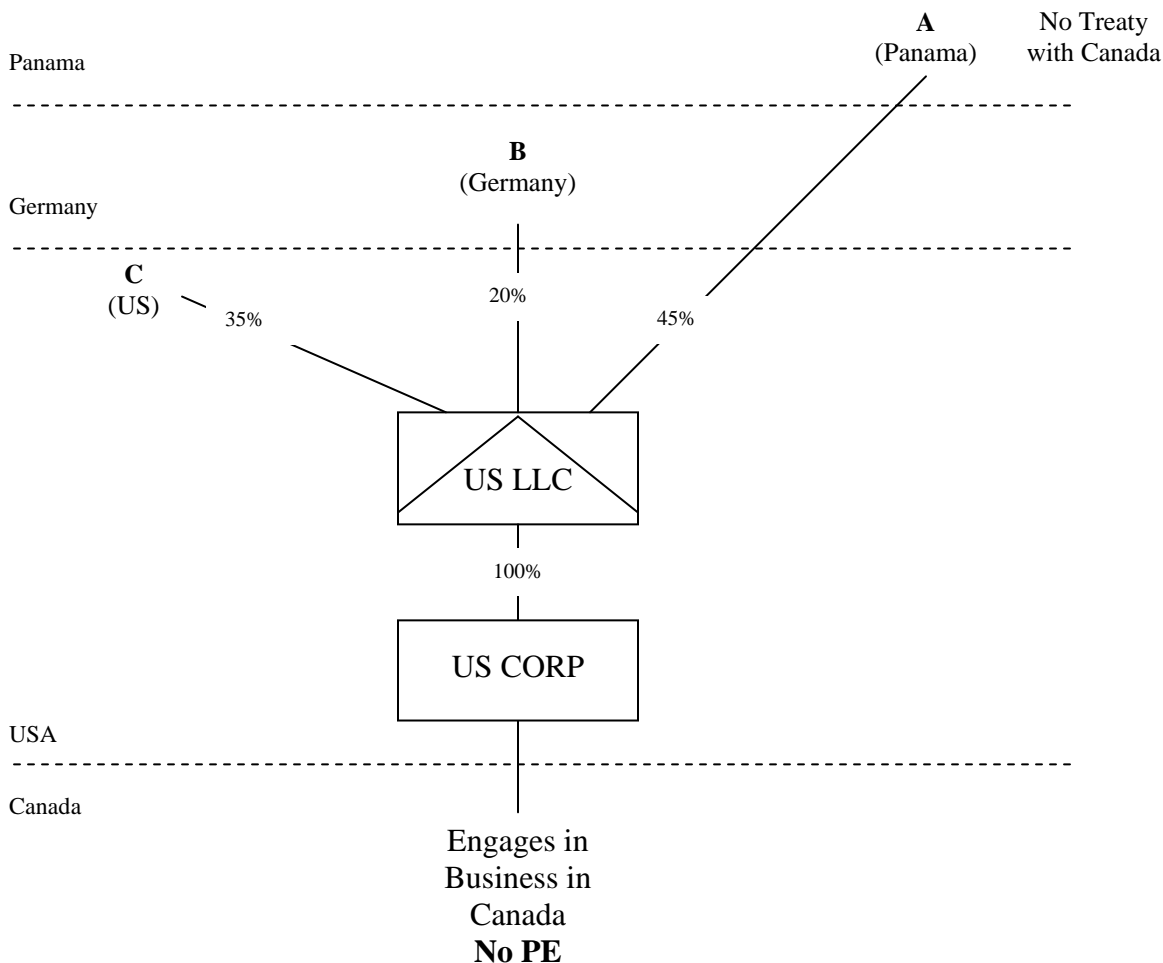 A
(Panama)
No Treaty
with Canada
Panama
B
(Germany)
Germany
C
(US)
35%
20%
45%
US LLC
100%
US CORP
USA
Canada
Engages in
Business in
Canada
No PE